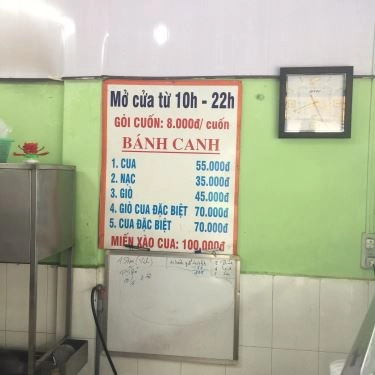 Mở cửa từ 10h - 22h
GỎI CUỐN: 8.000đ/ cuốn
BÁNH CANH
1. CUA 55.000đ
2. NẠC 35.000đ
3. GIÒ 45.000đ
4. GIÒ CUA ĐẶC BIỆT 70.000đ
5. CUA ĐẶC BIỆT 70.000đ
MIẾN XÀO CUA: 100.000đ